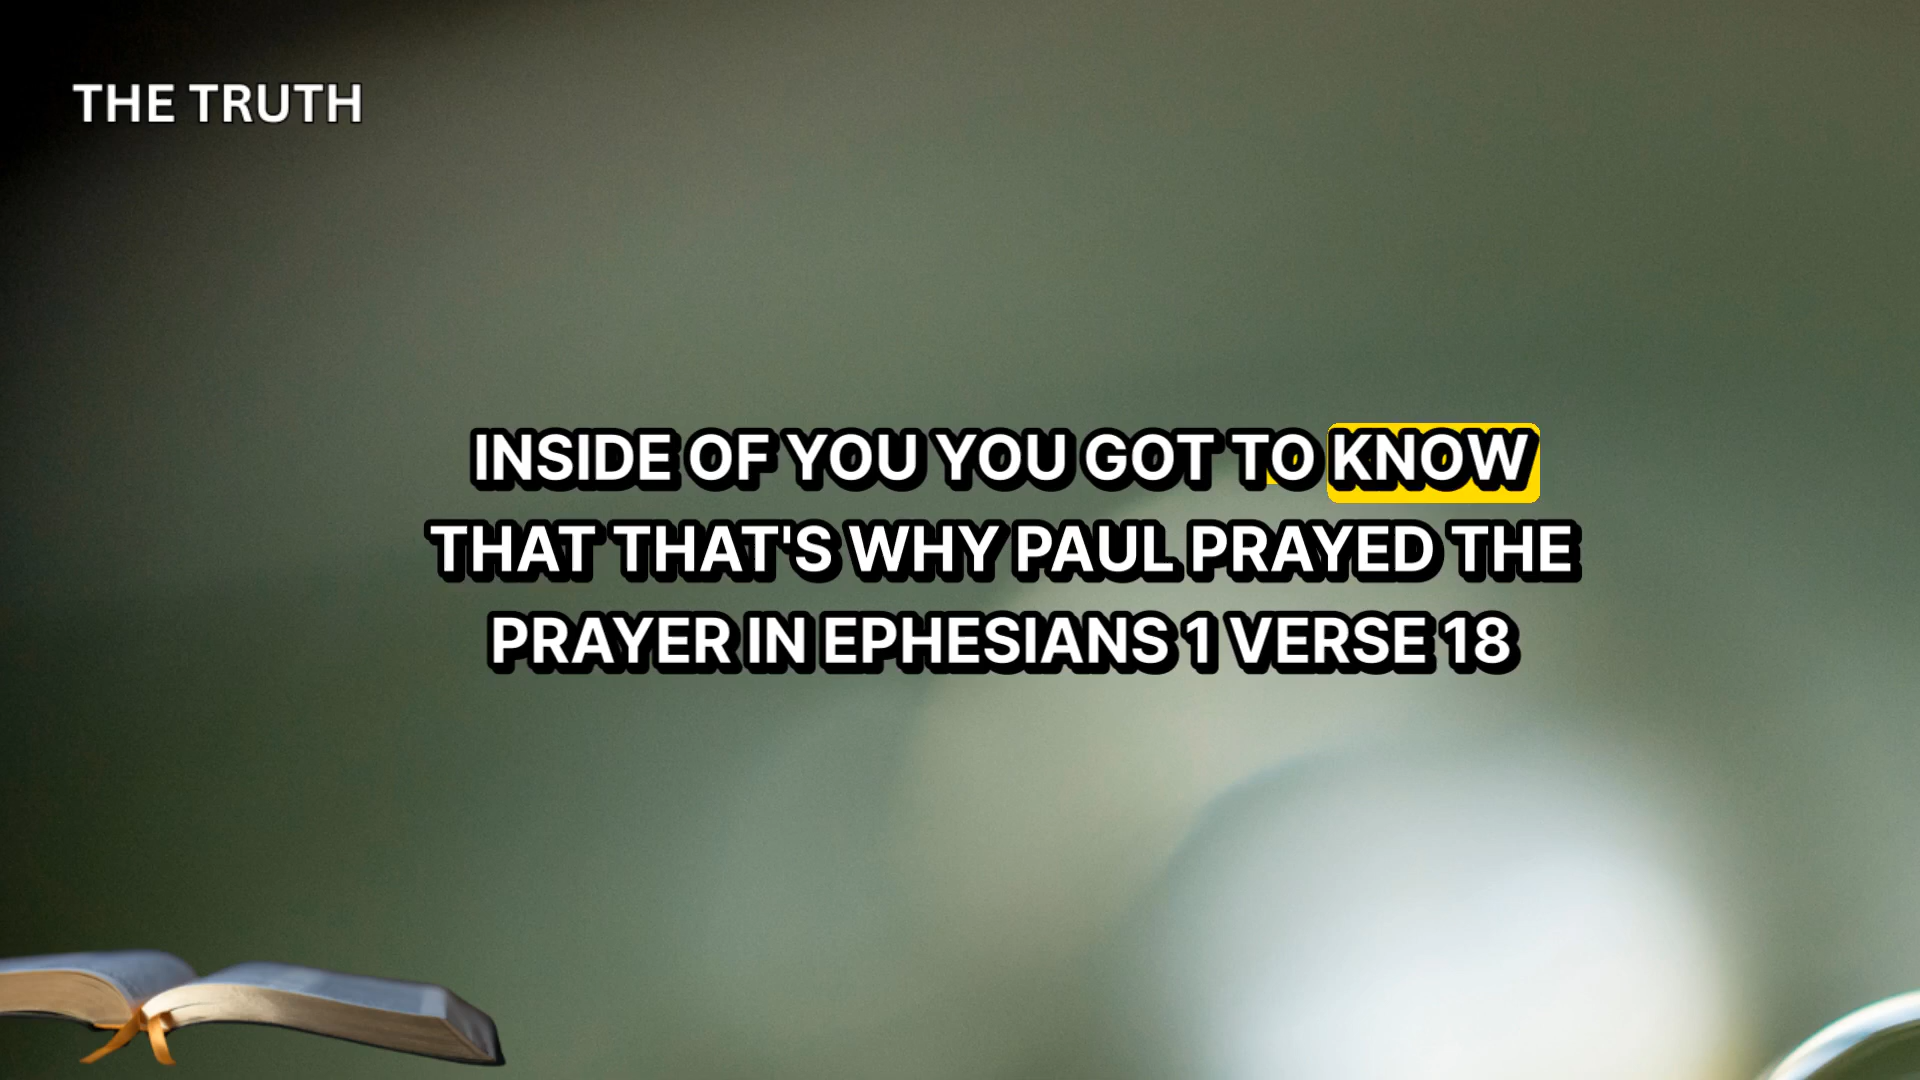 THE TRUTH
INSIDE OF YOU YOU GOT TO KNOW
THAT THAT'S WHY PAUL PRAYED THE
PRAYER IN EPHESIANS 1 VERSE 18